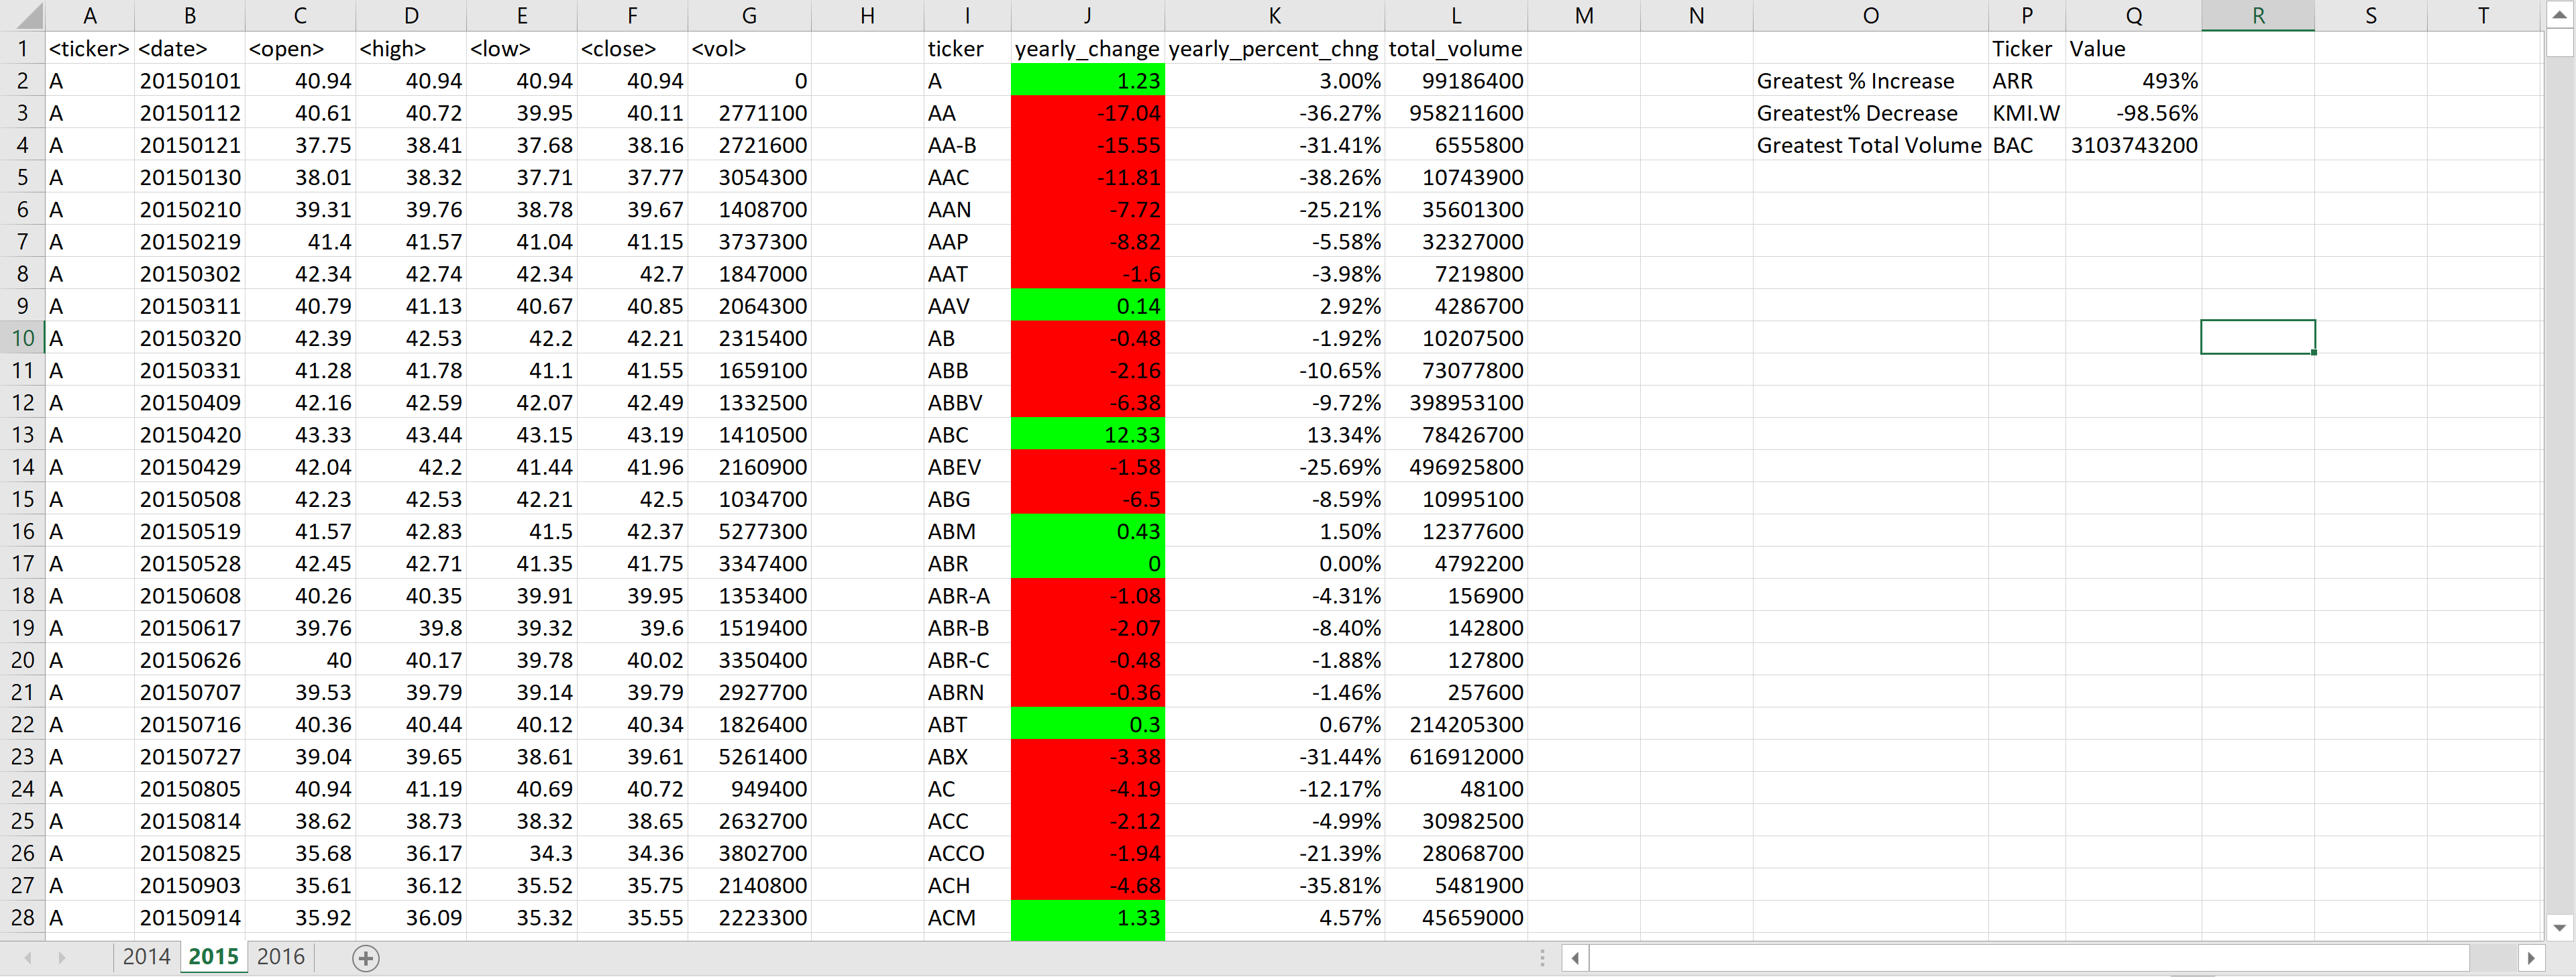 A B C D E F G H I J K L M N O P Q R S T
1 <ticker> <date> <open> <high> <low> <close> <vol> ticker yearly_change yearly_percent_chng total_volume Ticker Value
2 A 20150101 40.94 40.94 40.94 40.94 0 A 1.23 3.00% 99186400 Greatest % Increase ARR 493%
3 A 20150112 40.61 40.72 39.95 40.11 2771100 AA -17.04 -36.27% 958211600 Greatest% Decrease KMI.W -98.56%
4 A 20150121 37.75 38.41 37.68 38.16 2721600 AA-B -15.55 -31.41% 6555800 Greatest Total Volume BAC 3103743200
5 A 20150130 38.01 38.32 37.71 37.77 3054300 AAC -11.81 -38.26% 10743900
6 A 20150210 39.31 39.76 38.78 39.67 1408700 AAN -7.72 -25.21% 35601300
7 A 20150219 41.4 41.57 41.04 41.15 3737300 AAP -8.82 -5.58% 32327000
8 A 20150302 42.34 42.74 42.34 42.7 1847000 AAT -1.6 -3.98% 7219800
9 A 20150311 40.79 41.13 40.67 40.85 2064300 AAV 0.14 2.92% 4286700
10 A 20150320 42.39 42.53 42.2 42.21 2315400 AB -0.48 -1.92% 10207500
11 A 20150331 41.28 41.78 41.1 41.55 1659100 ABB -2.16 -10.65% 73077800
12 A 20150409 42.16 42.59 42.07 42.49 1332500 ABBV -6.38 -9.72% 398953100
13 A 20150420 43.33 43.44 43.15 43.19 1410500 ABC 12.33 13.34% 78426700
14 A 20150429 42.04 42.2 41.44 41.96 2160900 ABEV -1.58 -25.69% 496925800
15 A 20150508 42.23 42.53 42.21 42.5 1034700 ABG -6.5 -8.59% 10995100
16 A 20150519 41.57 42.83 41.5 42.37 5277300 ABM 0.43 1.50% 12377600
17 A 20150528 42.45 42.71 41.35 41.75 3347400 ABR 0 0.00% 4792200
18 A 20150608 40.26 40.35 39.91 39.95 1353400 ABR-A -1.08 -4.31% 156900
19 A 20150617 39.76 39.8 39.32 39.6 1519400 ABR-B -2.07 -8.40% 142800
20 A 20150626 40 40.17 39.78 40.02 3350400 ABR-C -0.48 -1.88% 127800
21 A 20150707 39.53 39.79 39.14 39.79 2927700 ABRN -0.36 -1.46% 257600
22 A 20150716 40.36 40.44 40.12 40.34 1826400 ABT 0.3 0.67% 214205300
23 A 20150727 39.04 39.65 38.61 39.61 5261400 ABX -3.38 -31.44% 616912000
24 A 20150805 40.94 41.19 40.69 40.72 949400 AC -4.19 -12.17% 48100
25 A 20150814 38.62 38.73 38.32 38.65 2632700 ACC -2.12 -4.99% 30982500
26 A 20150825 35.68 36.17 34.3 34.36 3802700 ACCO -1.94 -21.39% 28068700
27 A 20150903 35.61 36.12 35.52 35.75 2140800 ACH -4.68 -35.81% 5481900
28 A 20150914 35.92 36.09 35.32 35.55 2223300 ACM 1.33 4.57% 45659000
2014 2015 2016